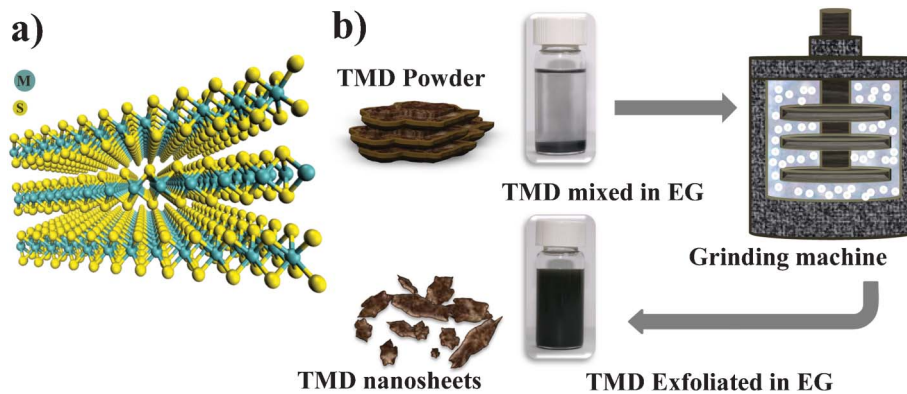 a)
M
S
b)
TMD Powder
TMD mixed in EG
Grinding machine
TMD nanosheets
TMD Exfoliated in EG